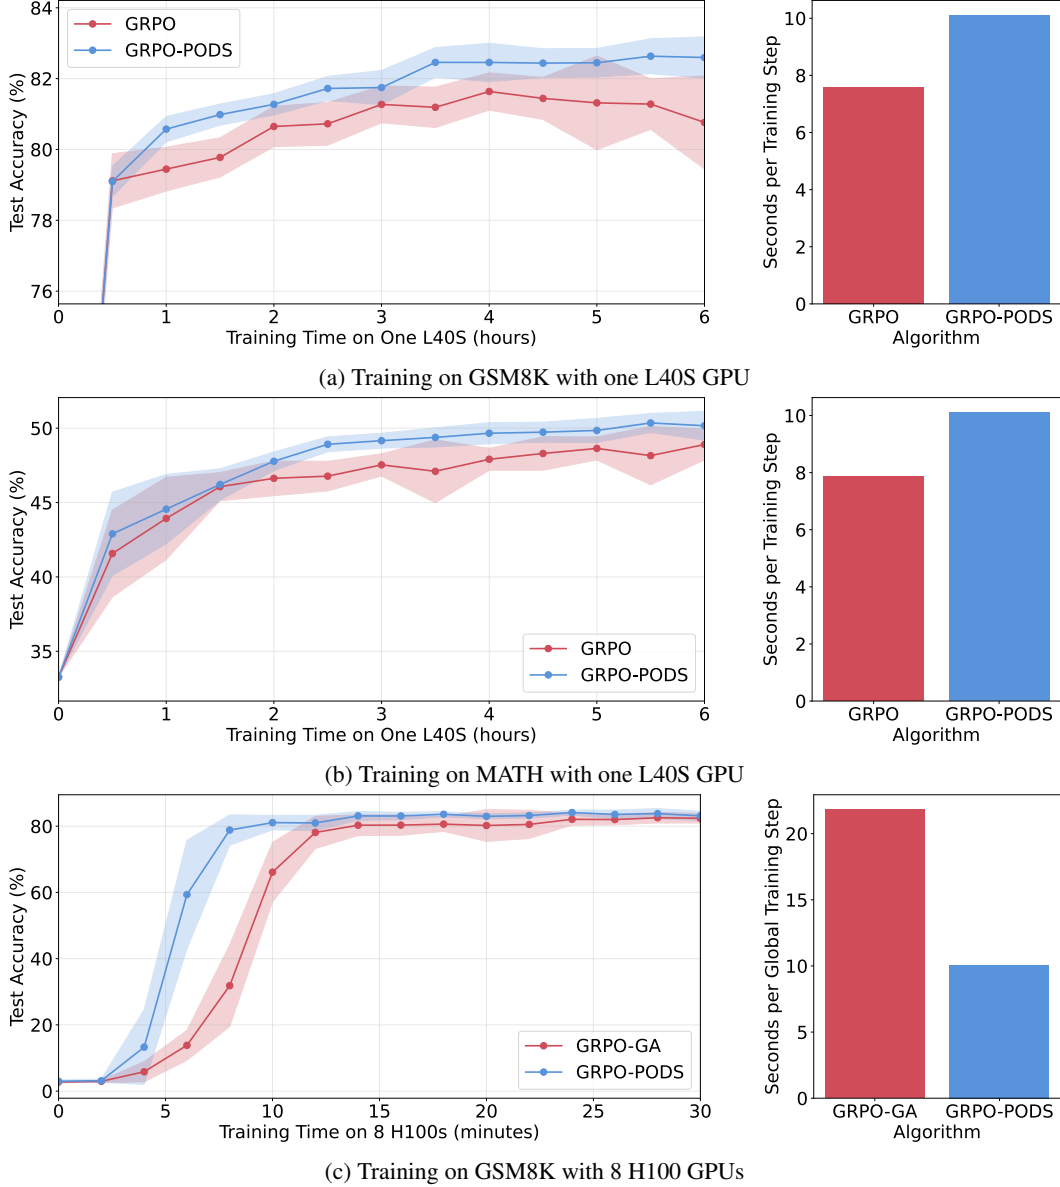 84
82
80
78
76
Test Accuracy (%)
GRPO
GRPO-PODS
0 1 2 3 4 5 6
Training Time on One L40S (hours)
10
8
6
4
2
0
Seconds per Training Step
GRPO GRPO-PODS
Algorithm
(a) Training on GSM8K with one L40S GPU
50
45
40
35
Test Accuracy (%)
GRPO
GRPO-PODS
0 1 2 3 4 5 6
Training Time on One L40S (hours)
10
8
6
4
2
0
Seconds per Training Step
GRPO GRPO-PODS
Algorithm
(b) Training on MATH with one L40S GPU
80
60
40
20
0
Test Accuracy (%)
GRPO-GA
GRPO-PODS
0 5 10 15 20 25 30
Training Time on 8 H100s (minutes)
20
15
10
5
0
Seconds per Global Training Step
GRPO-GA GRPO-PODS
Algorithm
(c) Training on GSM8K with 8 H100 GPUs